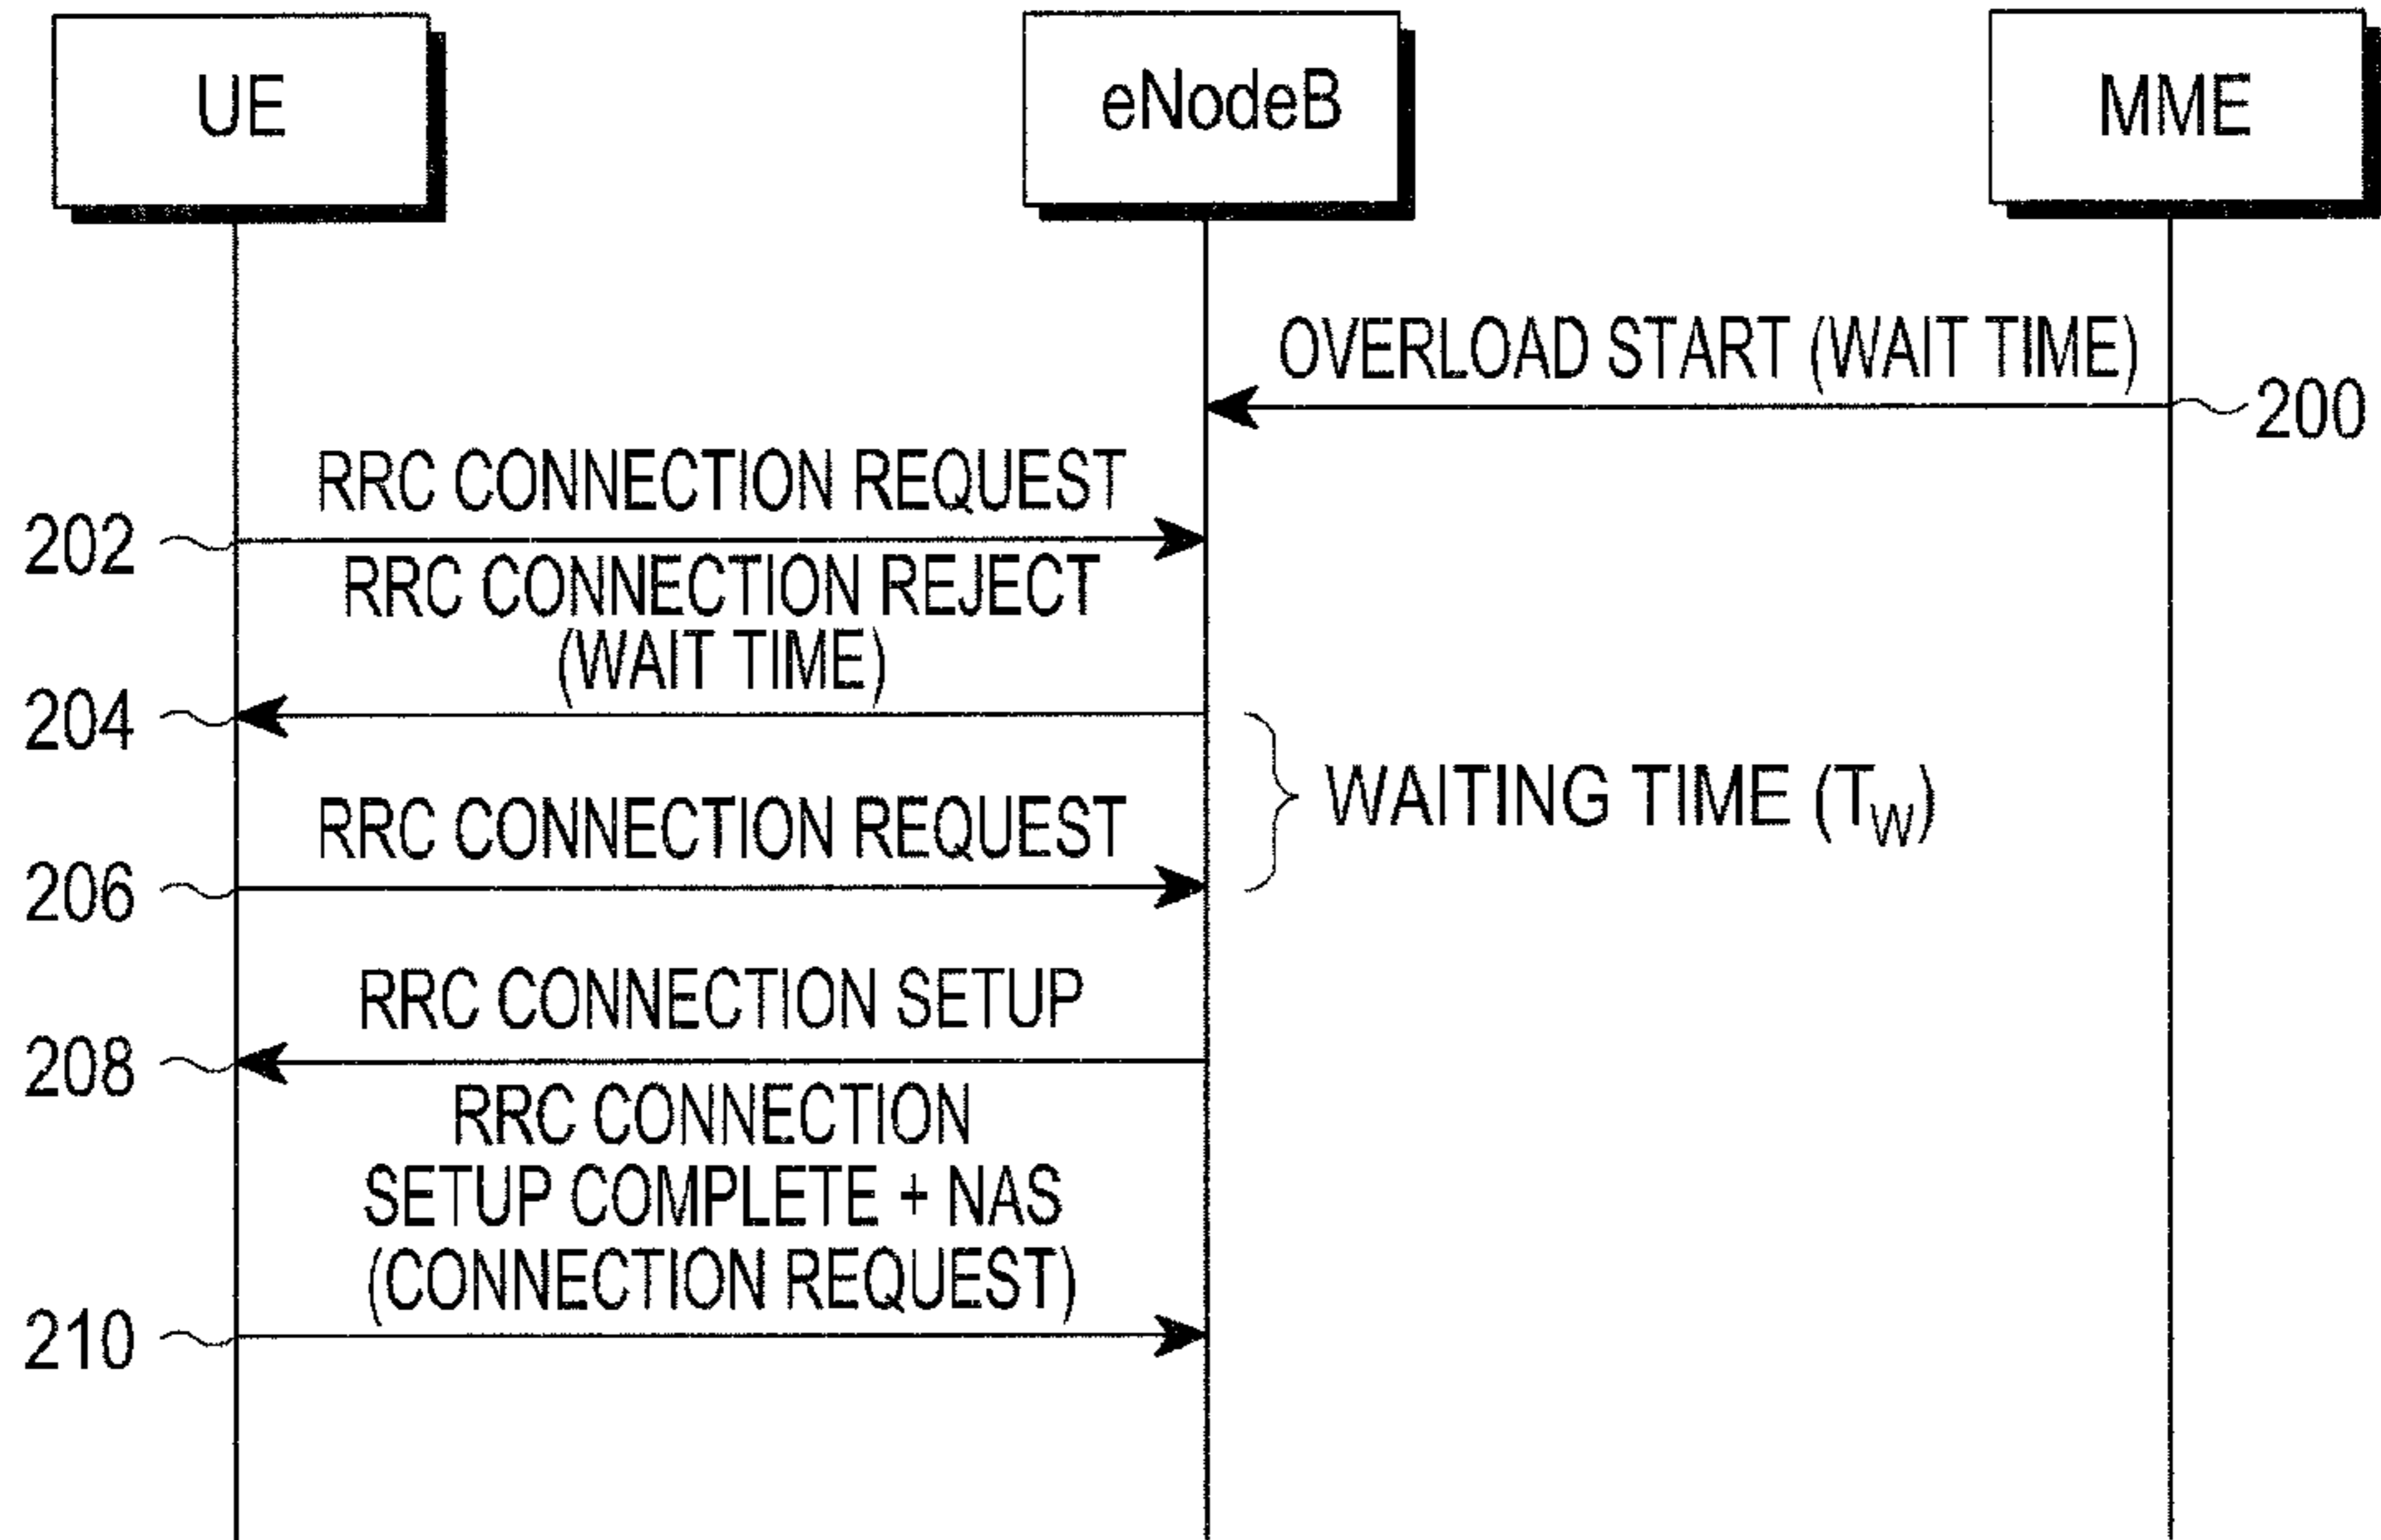 UE
eNodeB
MME
OVERLOAD START (WAIT TIME)
200
RRC CONNECTION REQUEST
202
RRC CONNECTION REJECT
(WAIT TIME)
204
WAITING TIME (TW)
RRC CONNECTION REQUEST
206
RRC CONNECTION SETUP
208
RRC CONNECTION
SETUP COMPLETE + NAS
(CONNECTION REQUEST)
210